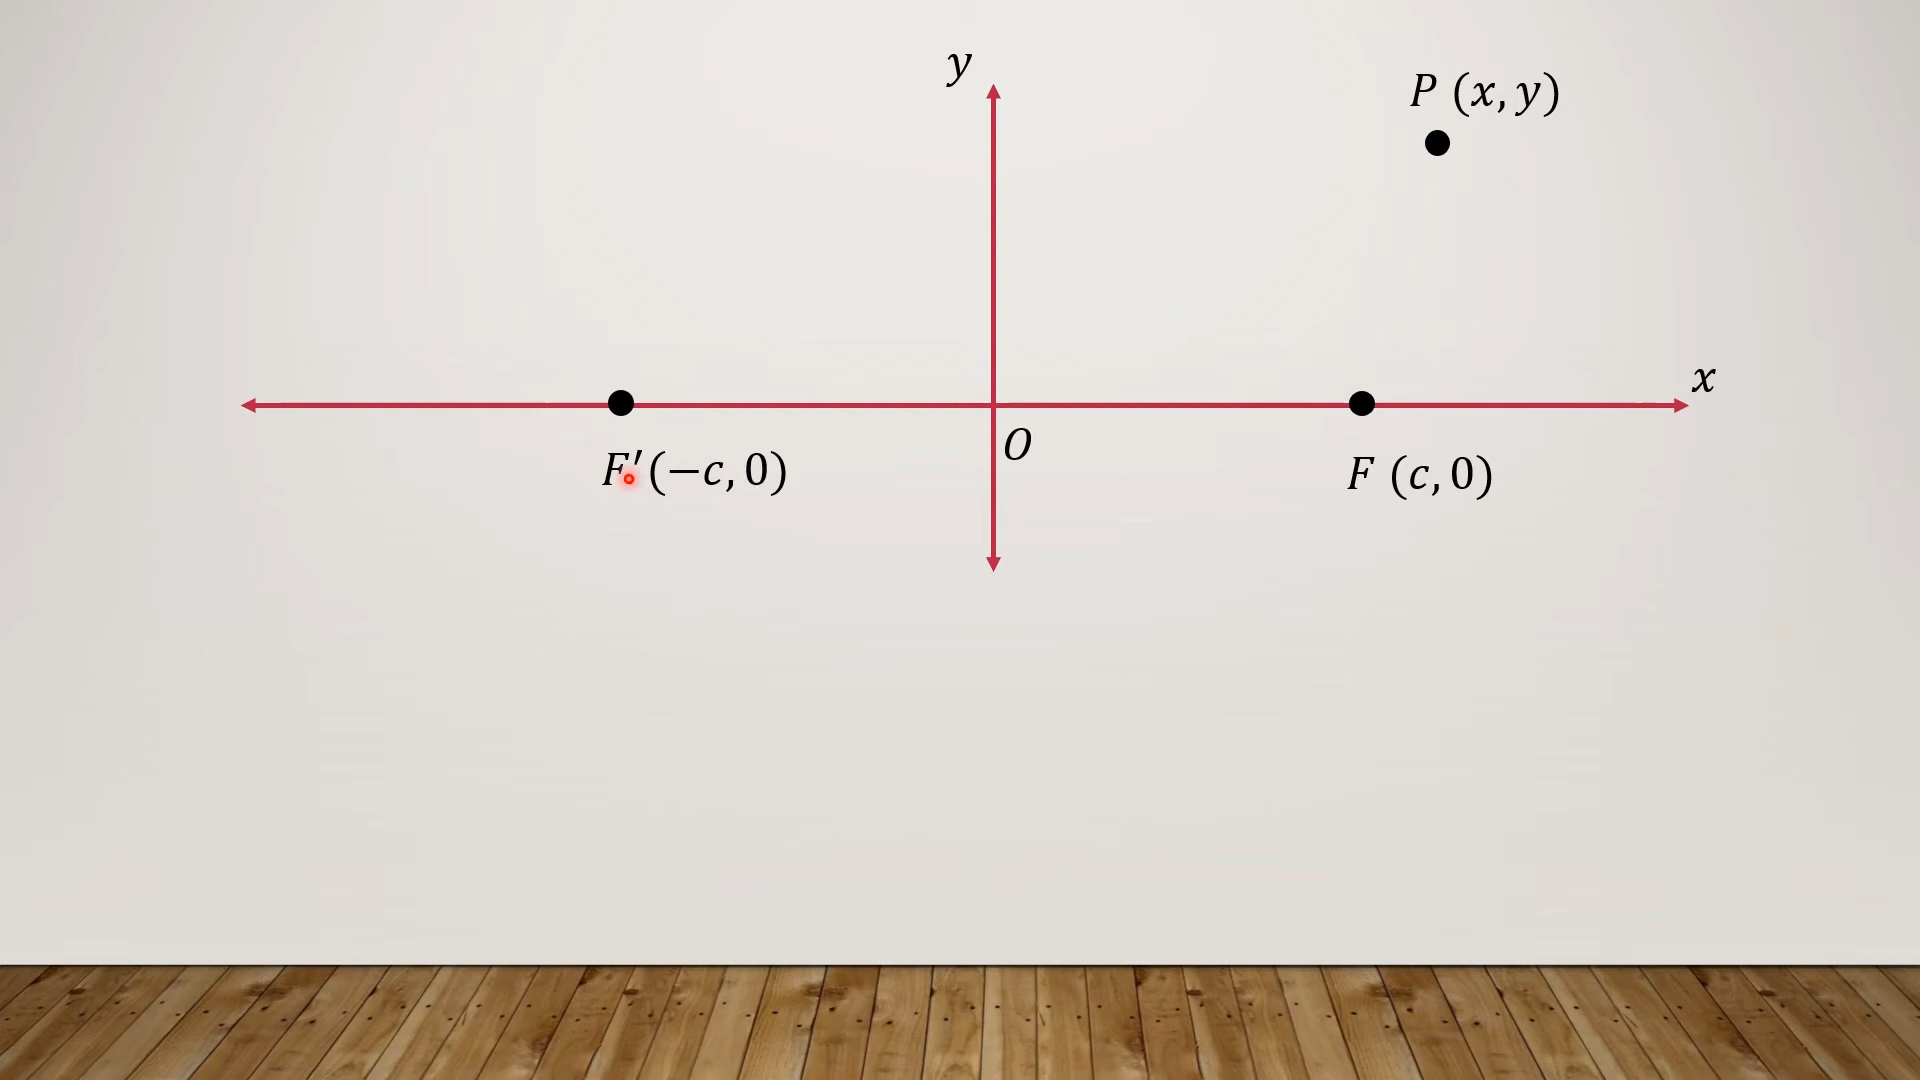 y
P (x, y)
x
O
F′(−c, 0)
F (c, 0)